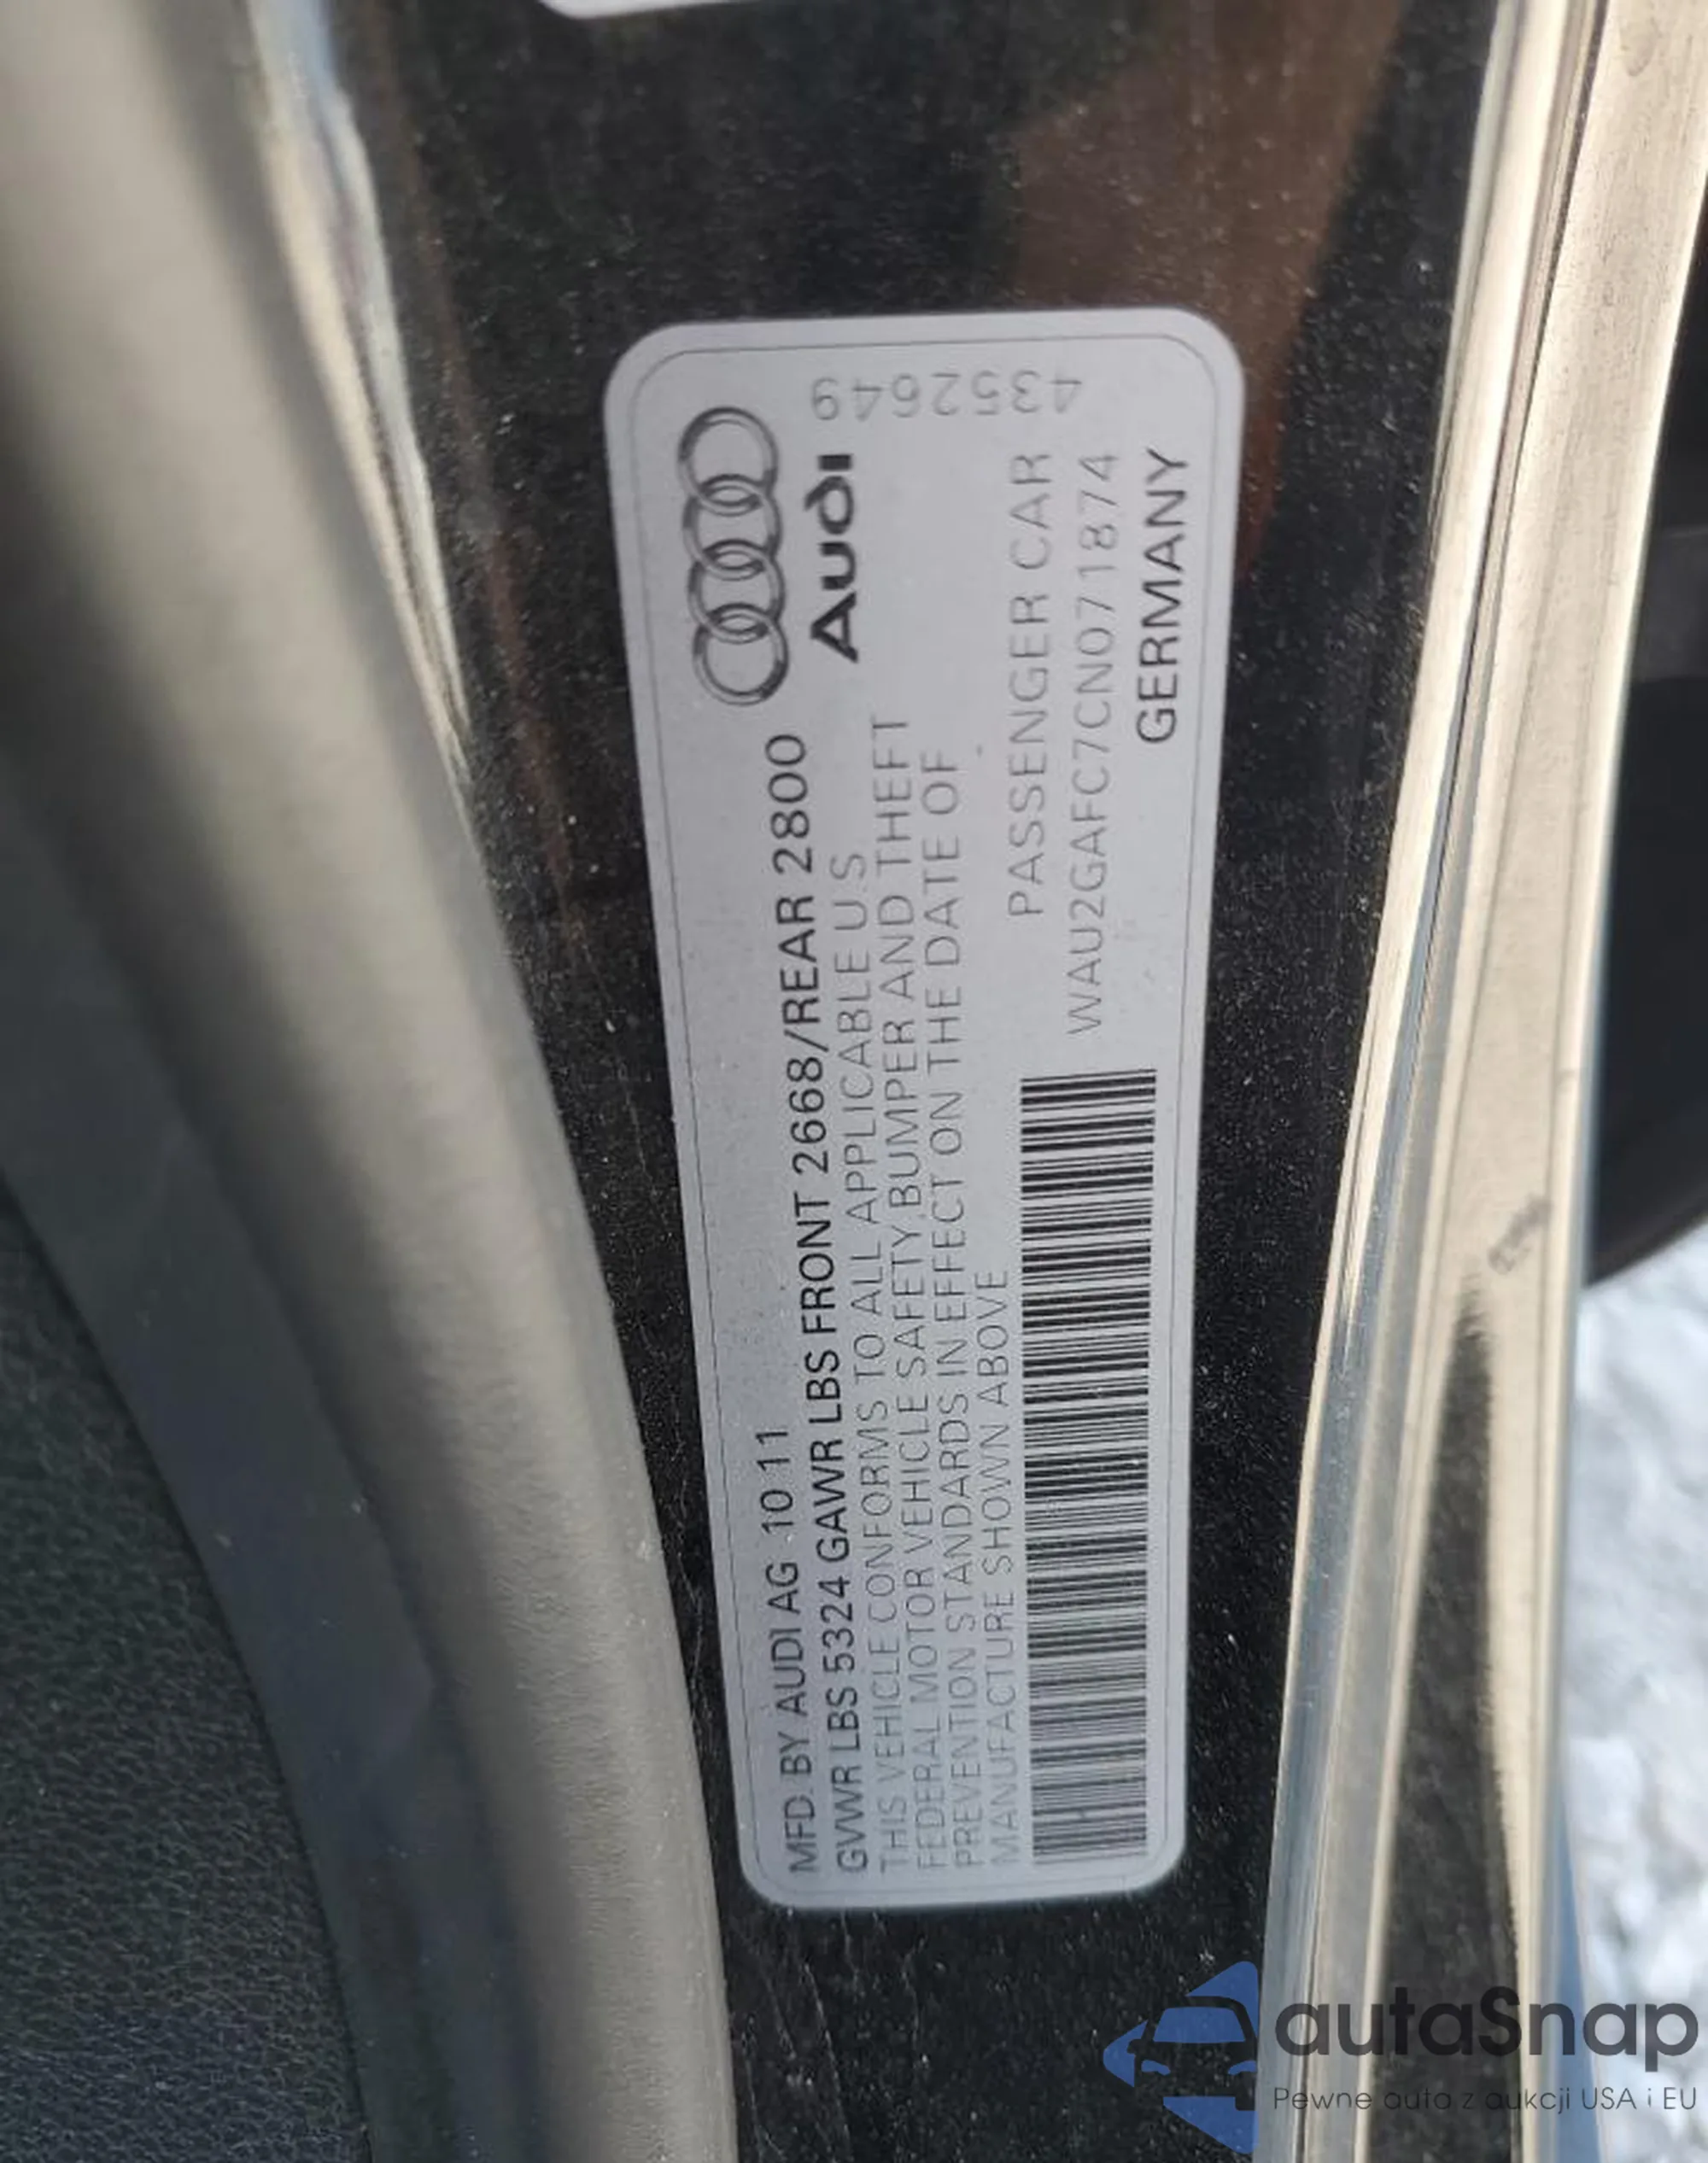 MFD. BY AUDI AG 10 11
GVWR LBS 5324 GAWR LBS FRONT 2668/REAR 2800
THIS VEHICLE CONFORMS TO ALL APPLICABLE U S
FEDERAL MOTOR VEHICLE SAFETY, BUMPER AND THEFT
PREVENTION STANDARDS IN EFFECT ON THE DATE OF
MANUFACTURE SHOWN ABOVE
Audi
4352649
PASSENGER CAR
WAU2GAFC7CN071874
GERMANY
autaSnap
Pewne auto z aukcji USA i EU